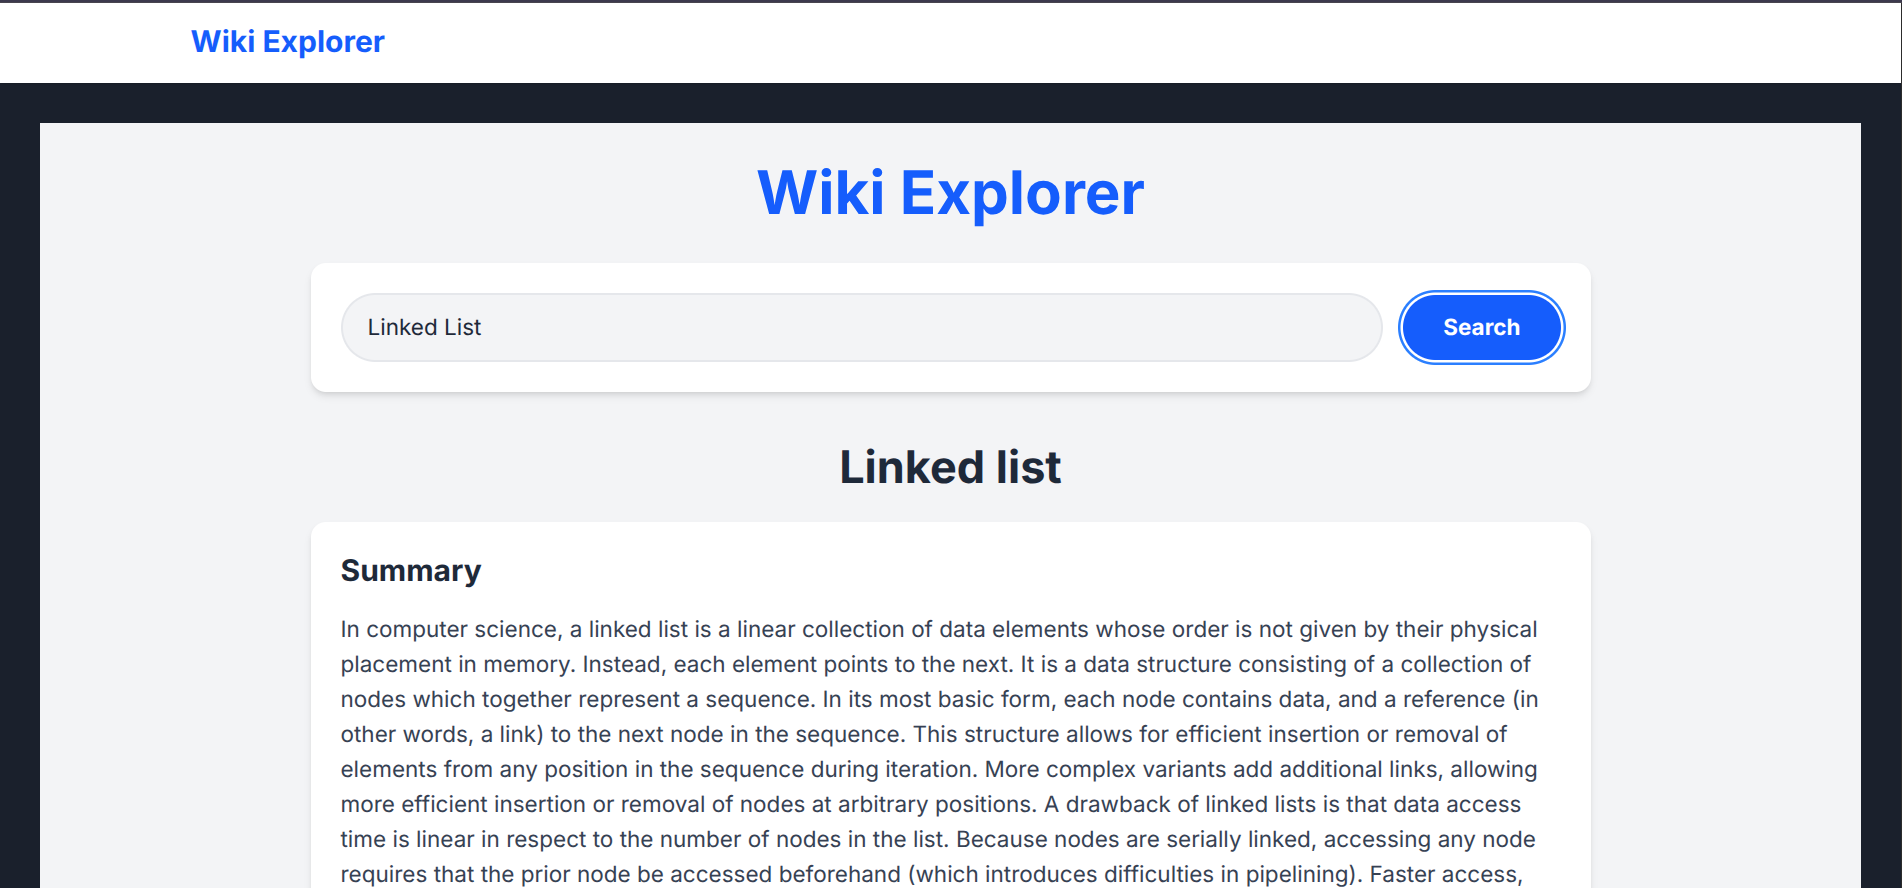 Wiki Explorer
Wiki Explorer
Linked List
Search
Linked list
Summary
In computer science, a linked list is a linear collection of data elements whose order is not given by their physical
placement in memory. Instead, each element points to the next. It is a data structure consisting of a collection of
nodes which together represent a sequence. In its most basic form, each node contains data, and a reference (in
other words, a link) to the next node in the sequence. This structure allows for efficient insertion or removal of
elements from any position in the sequence during iteration. More complex variants add additional links, allowing
more efficient insertion or removal of nodes at arbitrary positions. A drawback of linked lists is that data access
time is linear in respect to the number of nodes in the list. Because nodes are serially linked, accessing any node
requires that the prior node be accessed beforehand (which introduces difficulties in pipelining). Faster access,